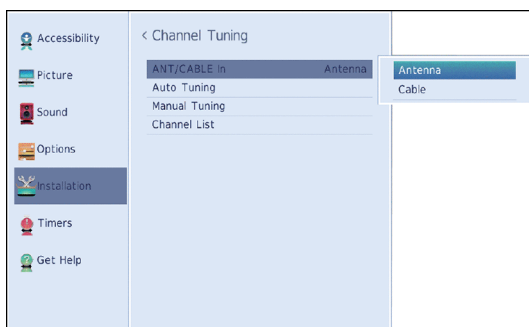 Accessibility
Picture
Sound
Options
Installation
Timers
Get Help
< Channel Tuning
ANT/CABLE In Antenna
Auto Tuning
Manual Tuning
Channel List
Antenna
Cable